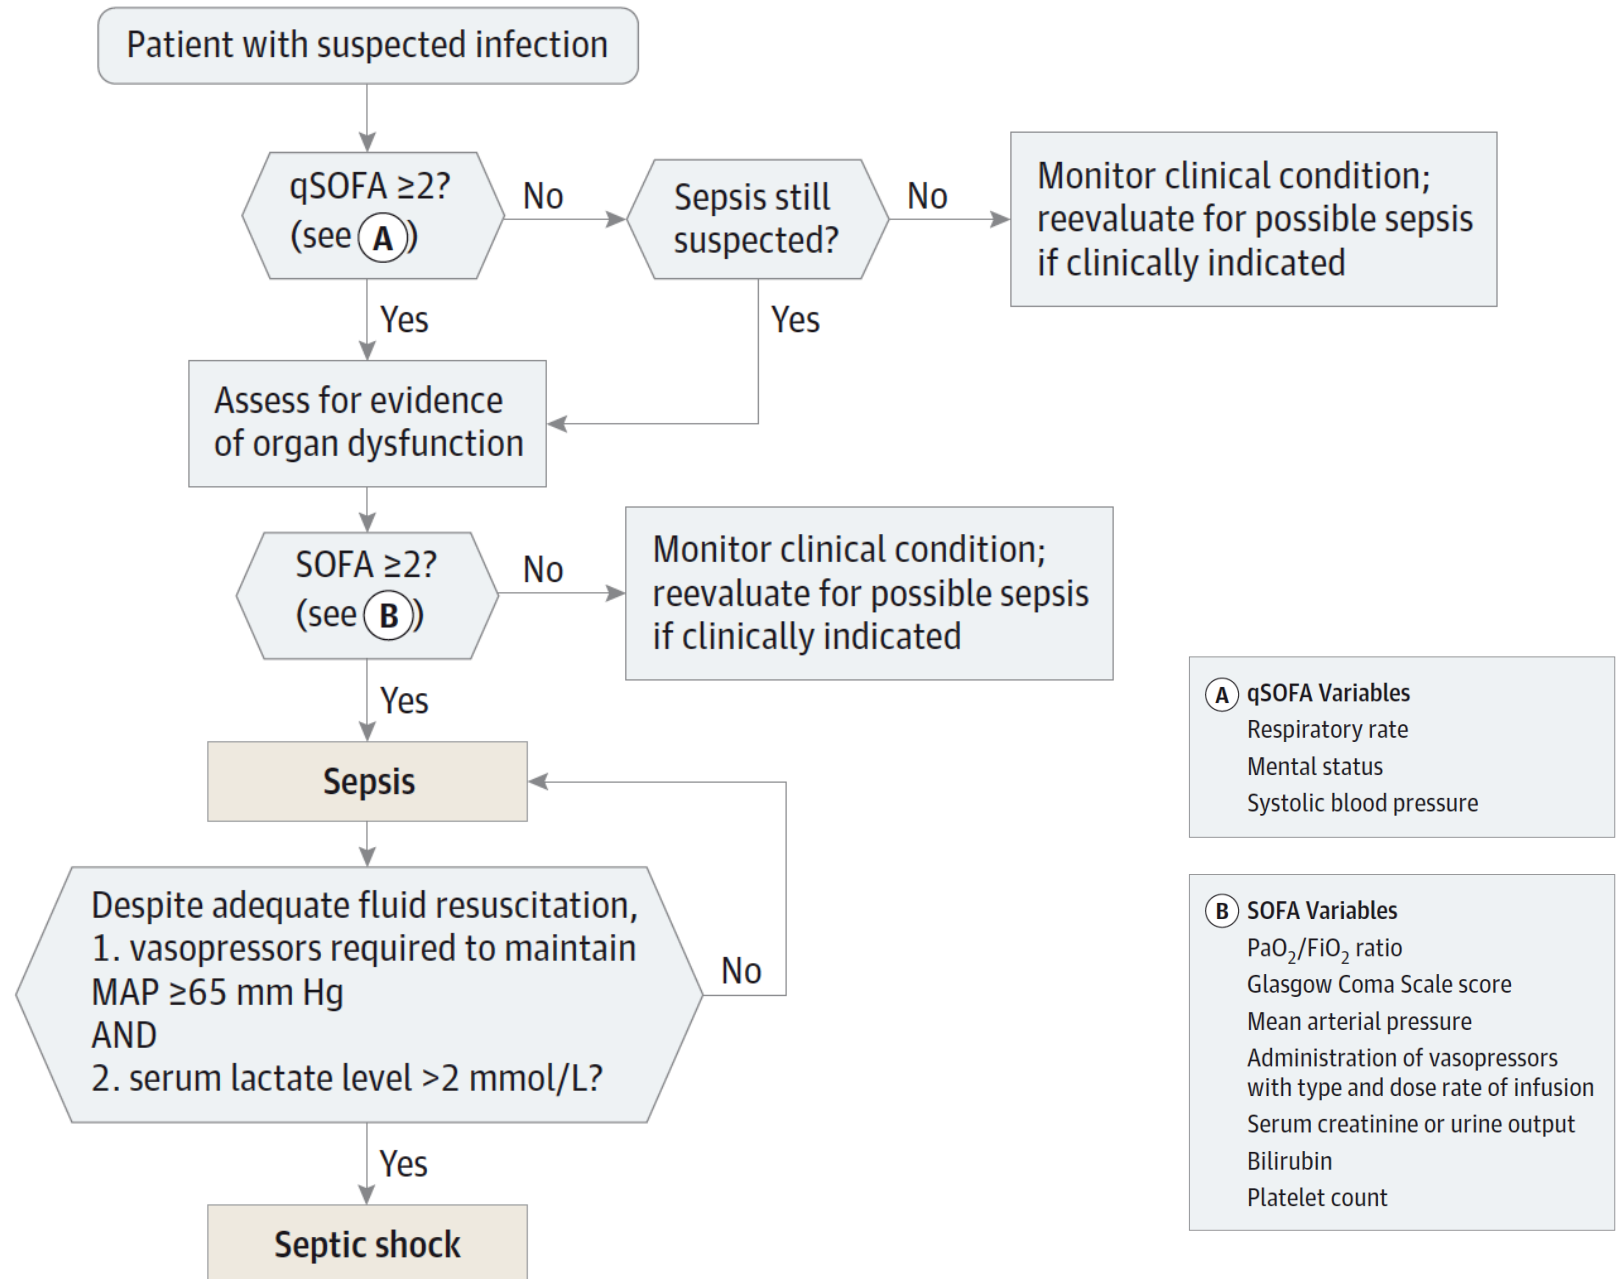 Patient with suspected infection
qSOFA ≥2?
(see A)
No
Sepsis still
suspected?
No
Monitor clinical condition;
reevaluate for possible sepsis
if clinically indicated
Yes
Yes
Assess for evidence
of organ dysfunction
SOFA ≥2?
(see B)
No
Monitor clinical condition;
reevaluate for possible sepsis
if clinically indicated
Yes
Sepsis
Despite adequate fluid resuscitation,
1. vasopressors required to maintain
MAP ≥65 mm Hg
AND
2. serum lactate level >2 mmol/L?
No
Yes
Septic shock
A qSOFA Variables
Respiratory rate
Mental status
Systolic blood pressure
B SOFA Variables
PaO₂/FiO₂ ratio
Glasgow Coma Scale score
Mean arterial pressure
Administration of vasopressors
with type and dose rate of infusion
Serum creatinine or urine output
Bilirubin
Platelet count